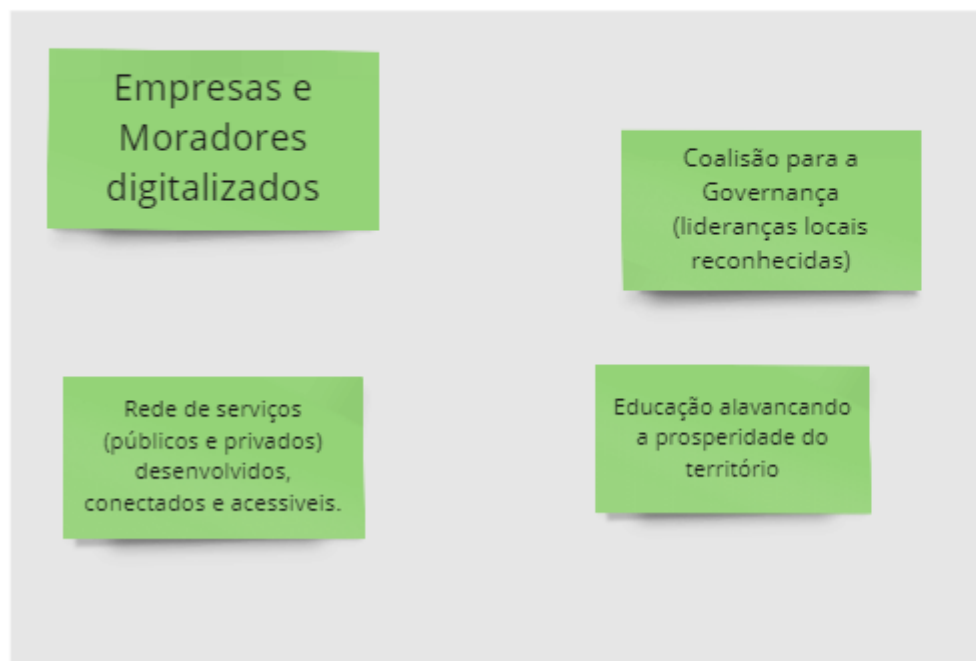 Empresas e
Moradores
digitalizados
Coalisão para a
Governança
(lideranças locais
reconhecidas)
Rede de serviços
(públicos e privados)
desenvolvidos,
conectados e acessiveis.
Educação alavancando
a prosperidade do
território